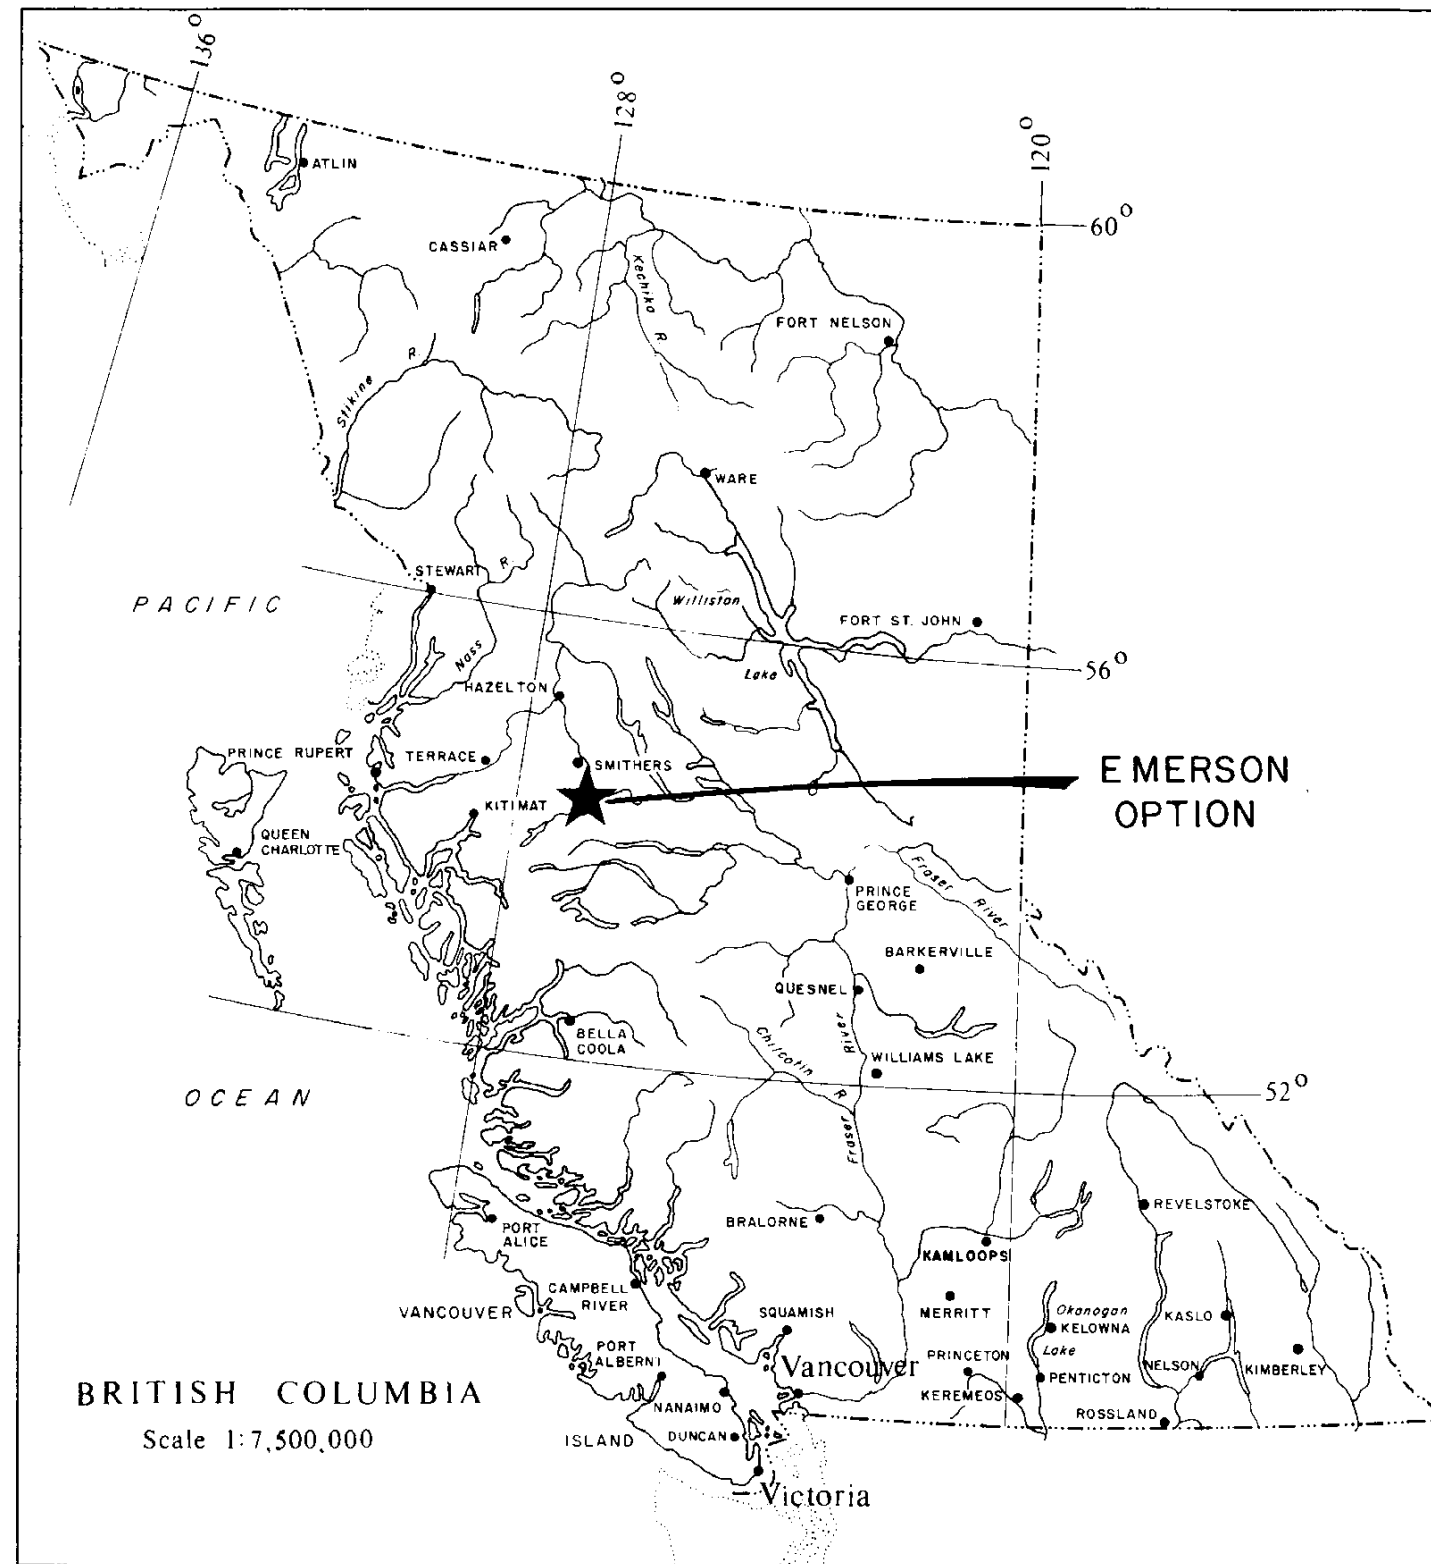 136°
128°
120°
ATLIN
60°
CASSIAR
Kechika R.
FORT NELSON
Stikine R.
WARE
STEWART
PACIFIC
Williston
FORT ST. JOHN
Nass R.
56°
Lake
HAZELTON
PRINCE RUPERT
TERRACE
SMITHERS
EMERSON
OPTION
KITIMAT
QUEEN
CHARLOTTE
Fraser River
PRINCE
GEORGE
BARKERVILLE
QUESNEL
BELLA
COOLA
Chilcotin R.
Fraser River
WILLIAMS LAKE
OCEAN
52°
REVELSTOKE
PORT
ALICE
BRALORNE
KAMLOOPS
CAMPBELL
RIVER
VANCOUVER
SQUAMISH
MERRITT
Okanogan
KELOWNA
Lake
KASLO
PORT
ALBERNI
Vancouver
PRINCETON
PENTICTON
NELSON
KIMBERLEY
BRITISH COLUMBIA
NANAIMO
KEREMEOS
ROSSLAND
Scale 1:7,500,000
ISLAND
DUNCAN
Victoria